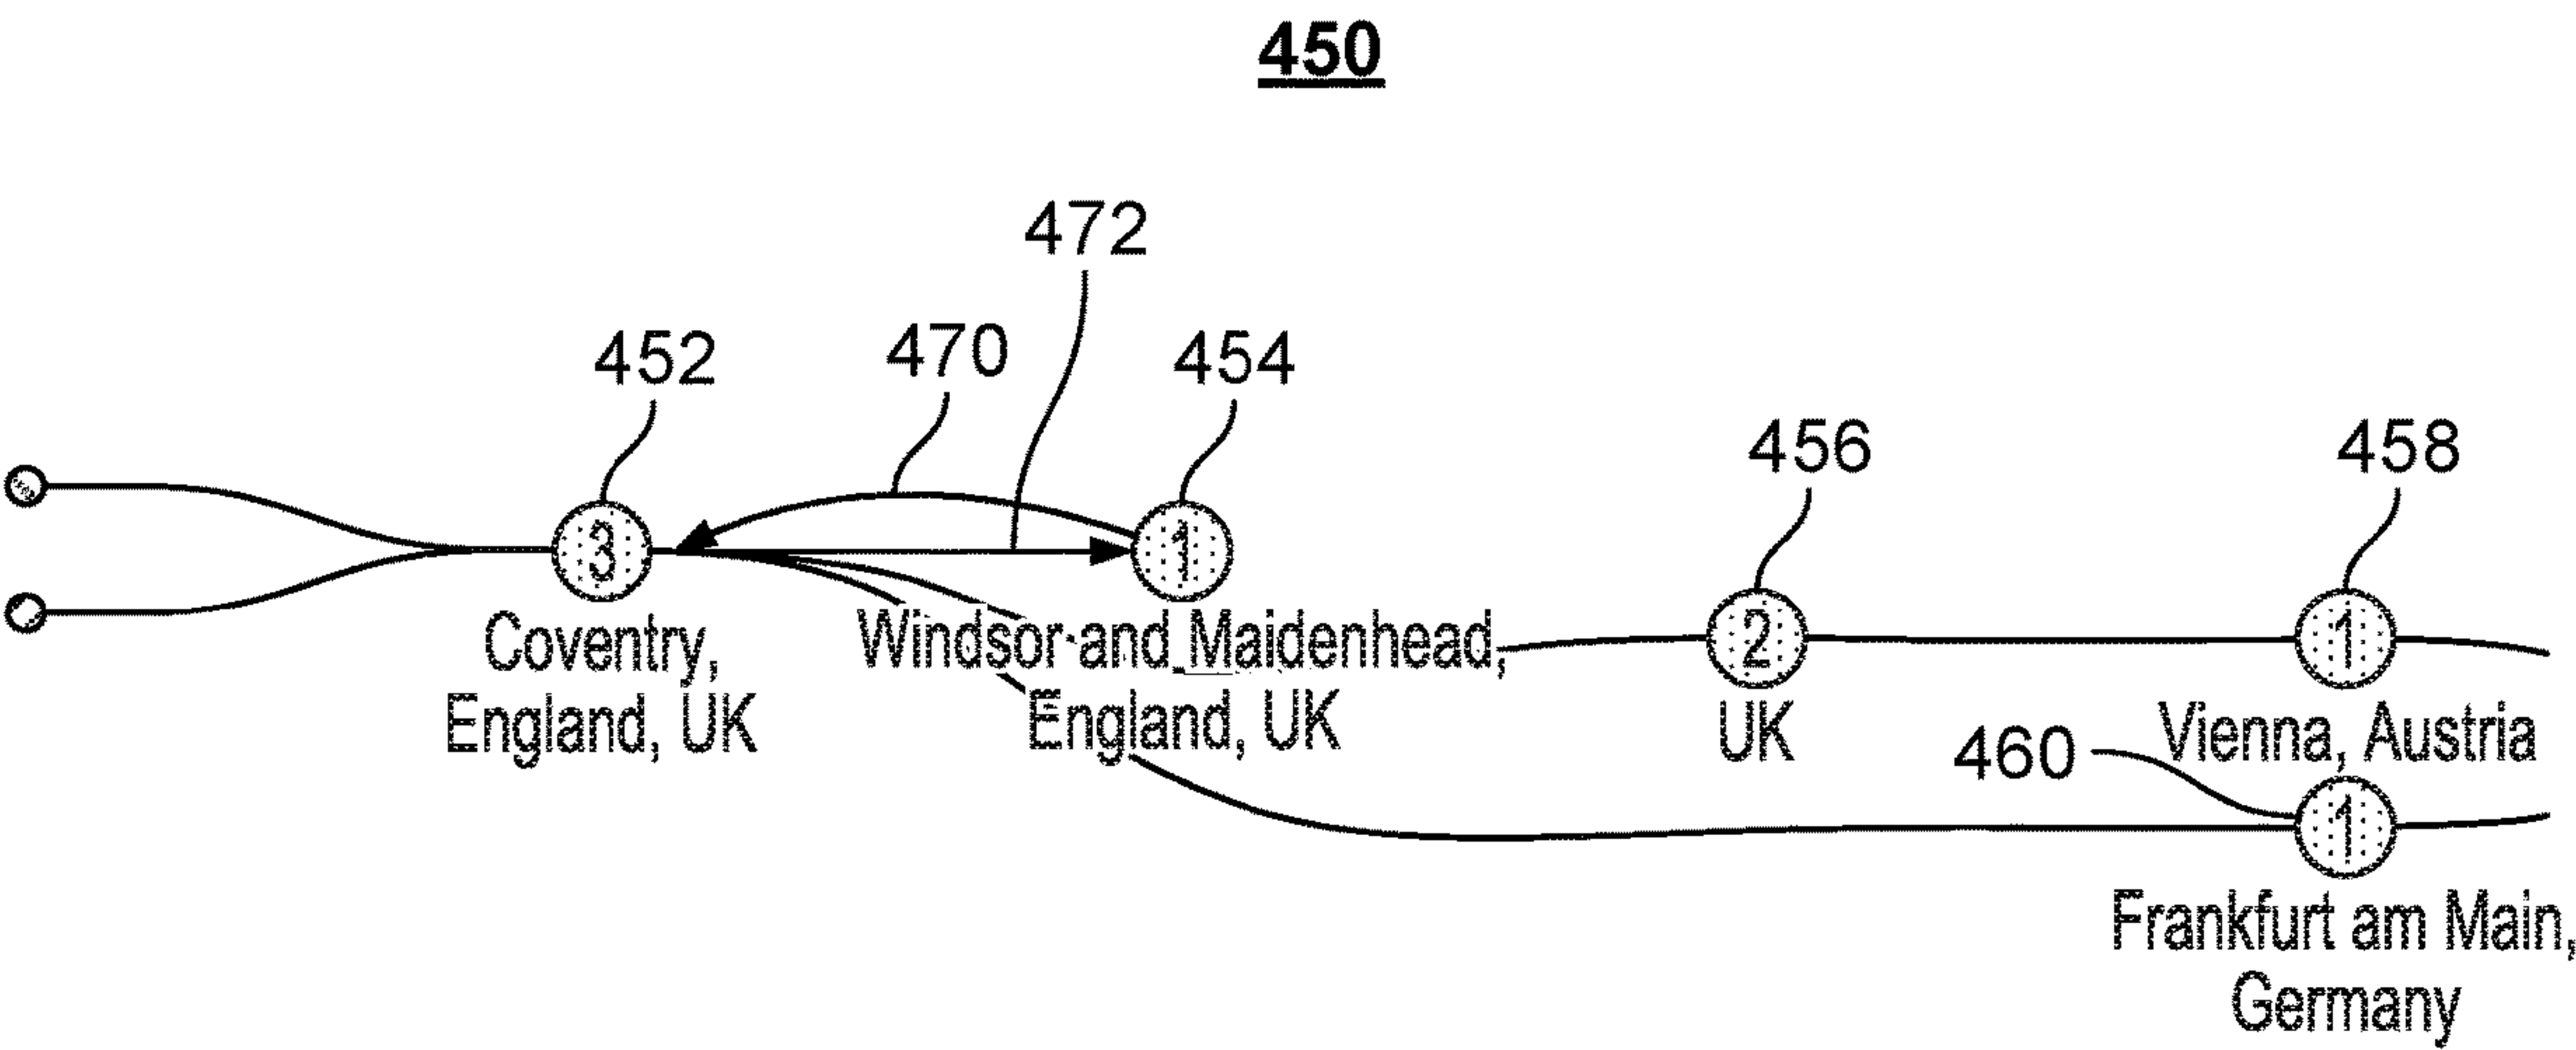 450
472
452
470
454
456
458
3
1
2
1
Coventry,
England, UK
Windsor and Maidenhead,
England, UK
UK
Vienna, Austria
460
1
Frankfurt am Main,
Germany